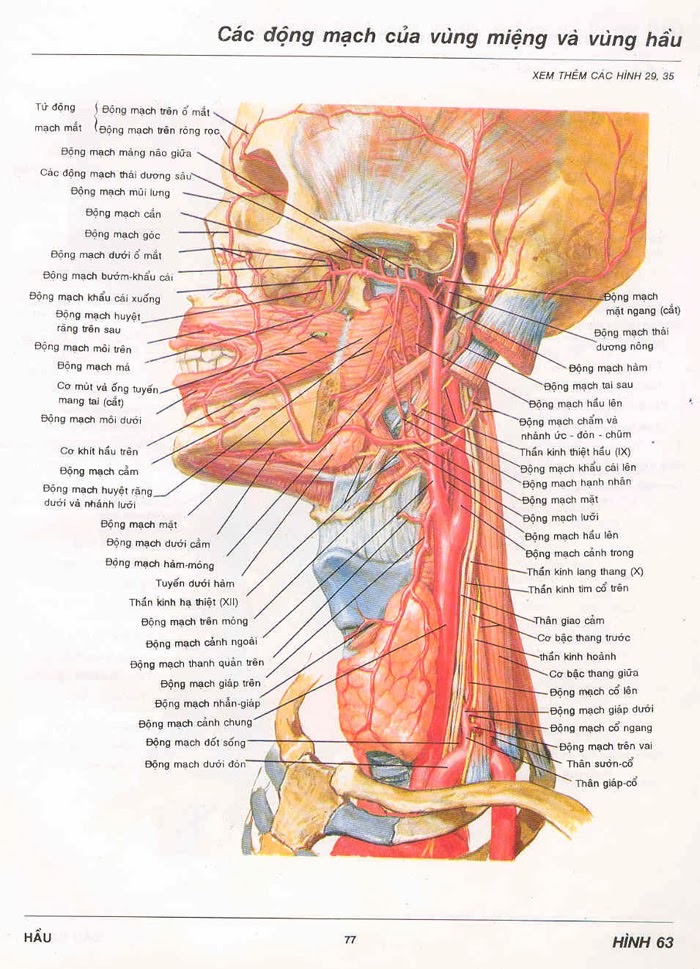 Các động mạch của vùng miệng và vùng hầu
XEM THÊM CÁC HÌNH 29, 35
Từ động
mạch mắt
Động mạch trên ổ mắt
Động mạch trên ròng rọc
Động mạch màng não giữa
Các động mạch thái dương sâu
Động mạch mũi lưng
Động mạch cắn
Động mạch góc
Động mạch dưới ổ mắt
Động mạch bướm-khẩu cái
Động mạch khẩu cái xuống
Động mạch huyệt
răng trên sau
Động mạch môi trên
Động mạch má
Cơ mút và ống tuyến
mang tai (cắt)
Động mạch môi dưới
Cơ khít hầu trên
Động mạch cằm
Động mạch huyệt răng
dưới và nhánh lưỡi
Động mạch mặt
Động mạch dưới cằm
Động mạch hàm-móng
Tuyến dưới hàm
Thần kinh hạ thiệt (XII)
Động mạch trên móng
Động mạch cảnh ngoài
Động mạch thanh quản trên
Động mạch giáp trên
Động mạch nhẫn-giáp
Động mạch cảnh chung
Động mạch đốt sống
Động mạch dưới đòn
Động mạch
mặt ngang (cắt)
Động mạch thái
dương nông
Động mạch hàm
Động mạch tai sau
Động mạch hầu lên
Động mạch chẩm và
nhánh ức - đòn - chũm
Thần kinh thiệt hầu (IX)
Động mạch khẩu cái lên
Động mạch hạnh nhân
Động mạch mặt
Động mạch lưỡi
Động mạch hầu lên
Động mạch cảnh trong
Thần kinh lang thang (X)
Thần kinh tim cổ trên
Thân giao cảm
Cơ bậc thang trước
thần kinh hoành
Cơ bậc thang giữa
Động mạch cổ lên
Động mạch giáp dưới
Động mạch cổ ngang
Động mạch trên vai
Thân sườn-cổ
Thân giáp-cổ
HẦU
77
HÌNH 63